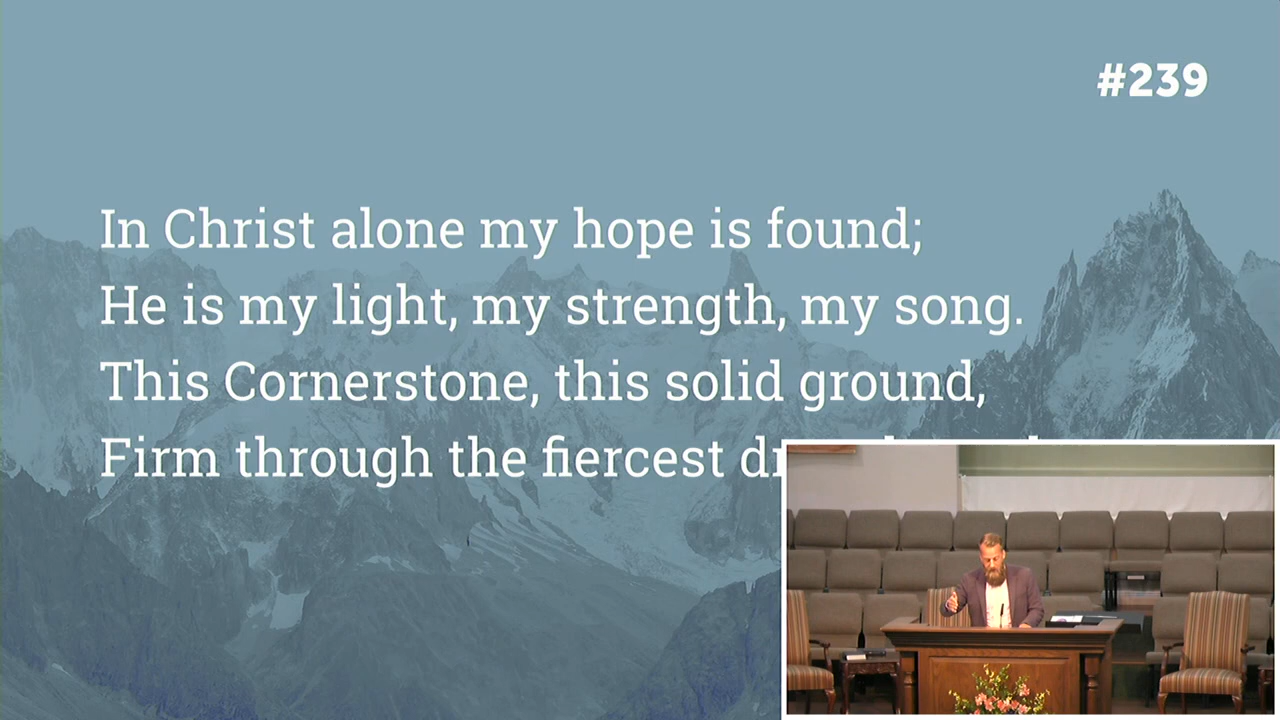 #239
In Christ alone my hope is found;
He is my light, my strength, my song.
This Cornerstone, this solid ground,
Firm through the fiercest